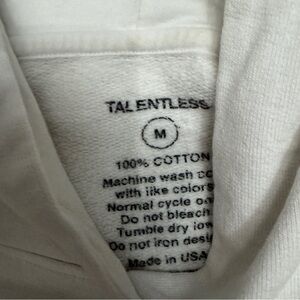 TALENTLESS
M
100% COTTON
Machine wash
with like colors
Normal cycle
Do not bleach
Tumble dry low
Do not iron
Made in USA